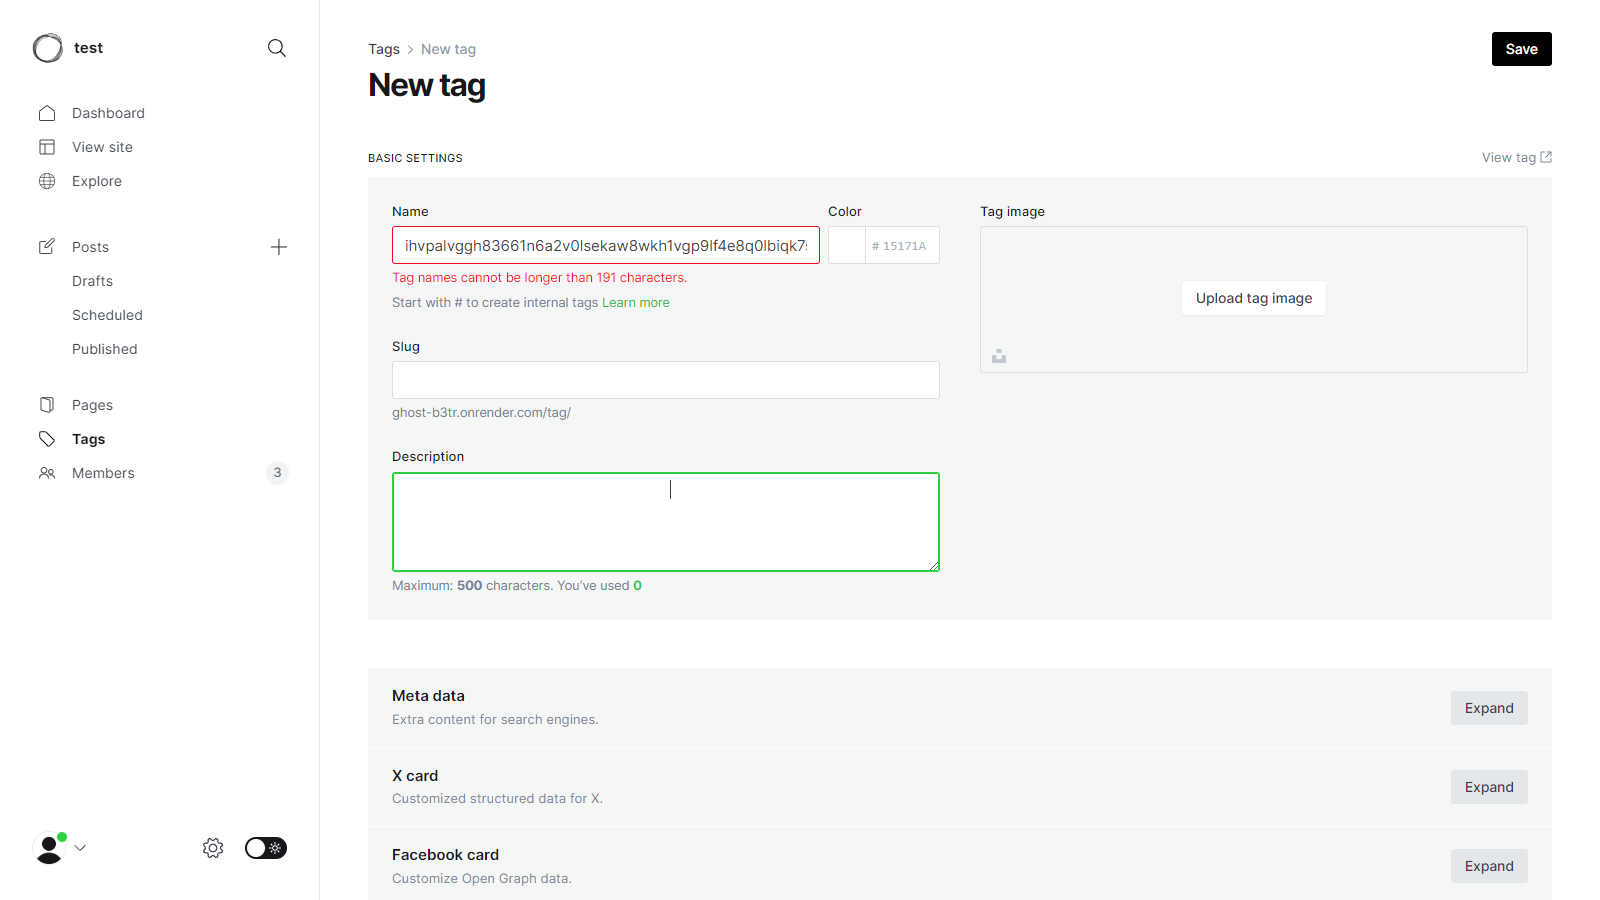 test
Dashboard
View site
Explore
Posts
Drafts
Scheduled
Published
Pages
Tags
Members
3
Tags > New tag
Save
New tag
BASIC SETTINGS
View tag
Name
Color
Tag image
# 15171A
Tag names cannot be longer than 191 characters.
Start with # to create internal tags Learn more
Upload tag image
Slug
ghost-b3tr.onrender.com/tag/
Description
Maximum: 500 characters. You've used 0
Meta data
Extra content for search engines.
Expand
X card
Customized structured data for X.
Expand
Facebook card
Customize Open Graph data.
Expand